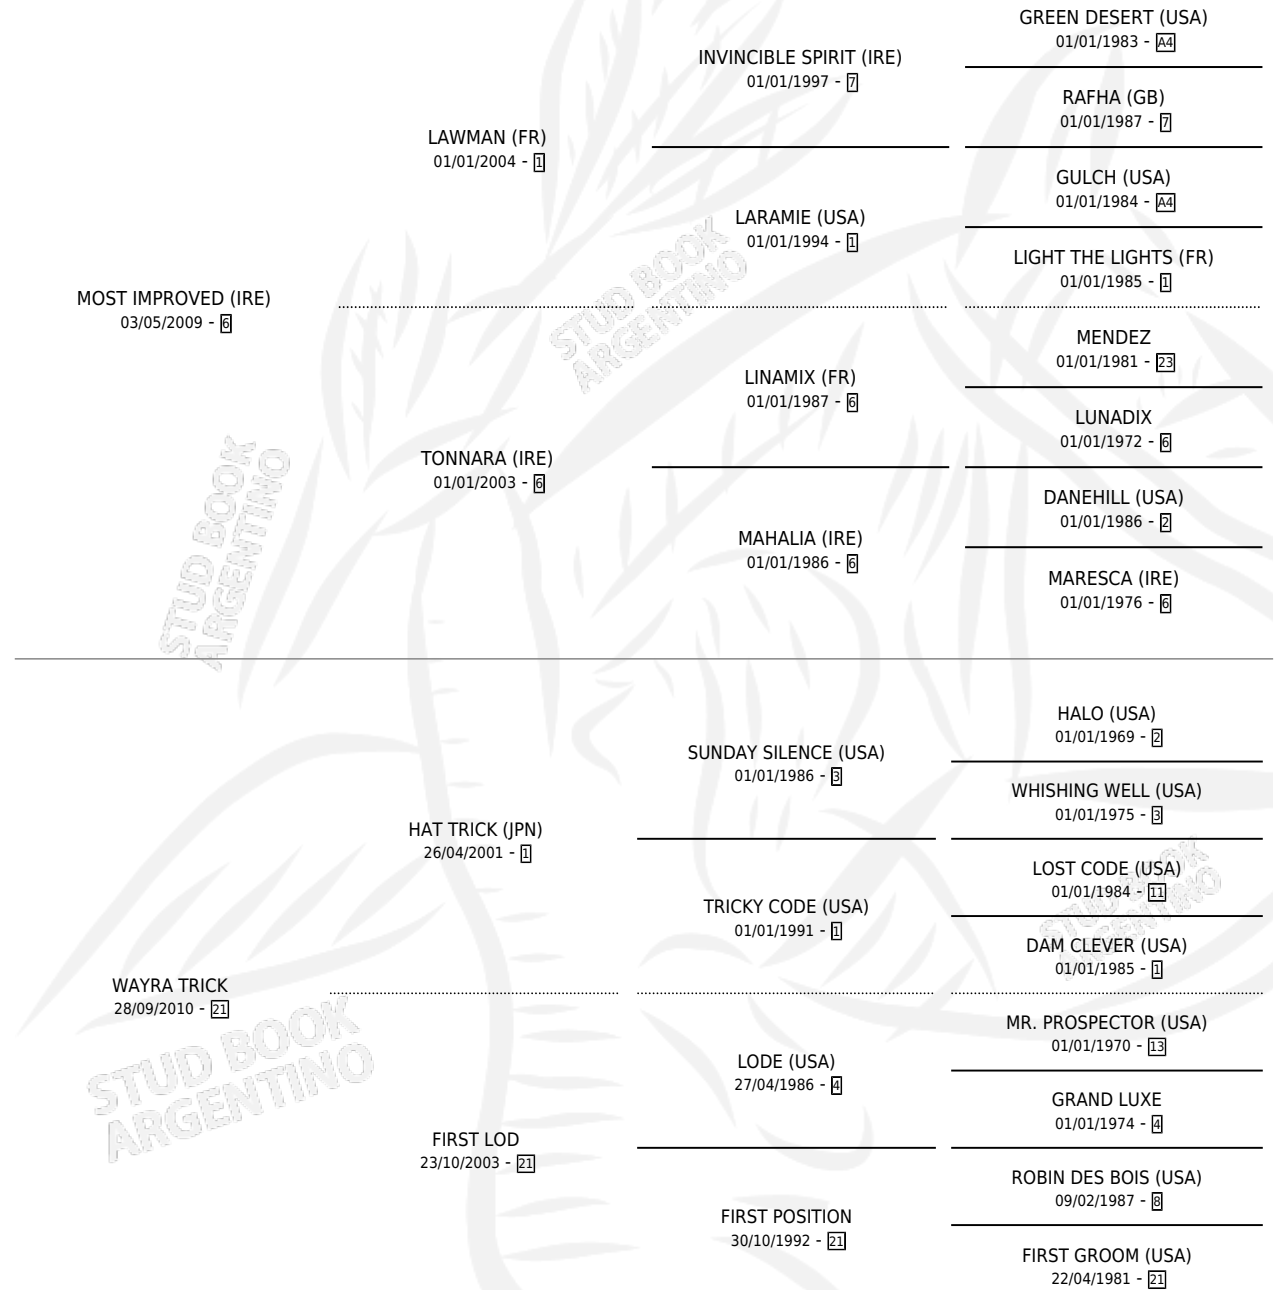 GREEN DESERT (USA)
01/01/1983 - A4
INVINCIBLE SPIRIT (IRE)
01/01/1997 - 7
RAFHA (GB)
01/01/1987 - 7
LAWMAN (FR)
01/01/2004 - 1
GULCH (USA)
01/01/1984 - A4
LARAMIE (USA)
01/01/1994 - 1
LIGHT THE LIGHTS (FR)
01/01/1985 - 1
MOST IMPROVED (IRE)
03/05/2009 - 6
MENDEZ
01/01/1981 - 23
LINAMIX (FR)
01/01/1987 - 6
LUNADIX
01/01/1972 - 6
TONNARA (IRE)
01/01/2003 - 6
DANEHILL (USA)
01/01/1986 - 2
MAHALIA (IRE)
01/01/1986 - 6
MARESCA (IRE)
01/01/1976 - 6
HALO (USA)
01/01/1969 - 2
SUNDAY SILENCE (USA)
01/01/1986 - 3
WHISHING WELL (USA)
01/01/1975 - 3
HAT TRICK (JPN)
26/04/2001 - 1
LOST CODE (USA)
01/01/1984 - 11
TRICKY CODE (USA)
01/01/1991 - 1
DAM CLEVER (USA)
01/01/1985 - 1
WAYRA TRICK
28/09/2010 - 21
MR. PROSPECTOR (USA)
01/01/1970 - 13
LODE (USA)
27/04/1986 - 4
GRAND LUXE
01/01/1974 - 4
FIRST LOD
23/10/2003 - 21
ROBIN DES BOIS (USA)
09/02/1987 - 8
FIRST POSITION
30/10/1992 - 21
FIRST GROOM (USA)
22/04/1981 - 21
STUD BOOK
ARGENTINO
STUD BOOK
ARGENTINO
STUD BOOK
ARGENTINO
STUD BOOK
ARGENTINO